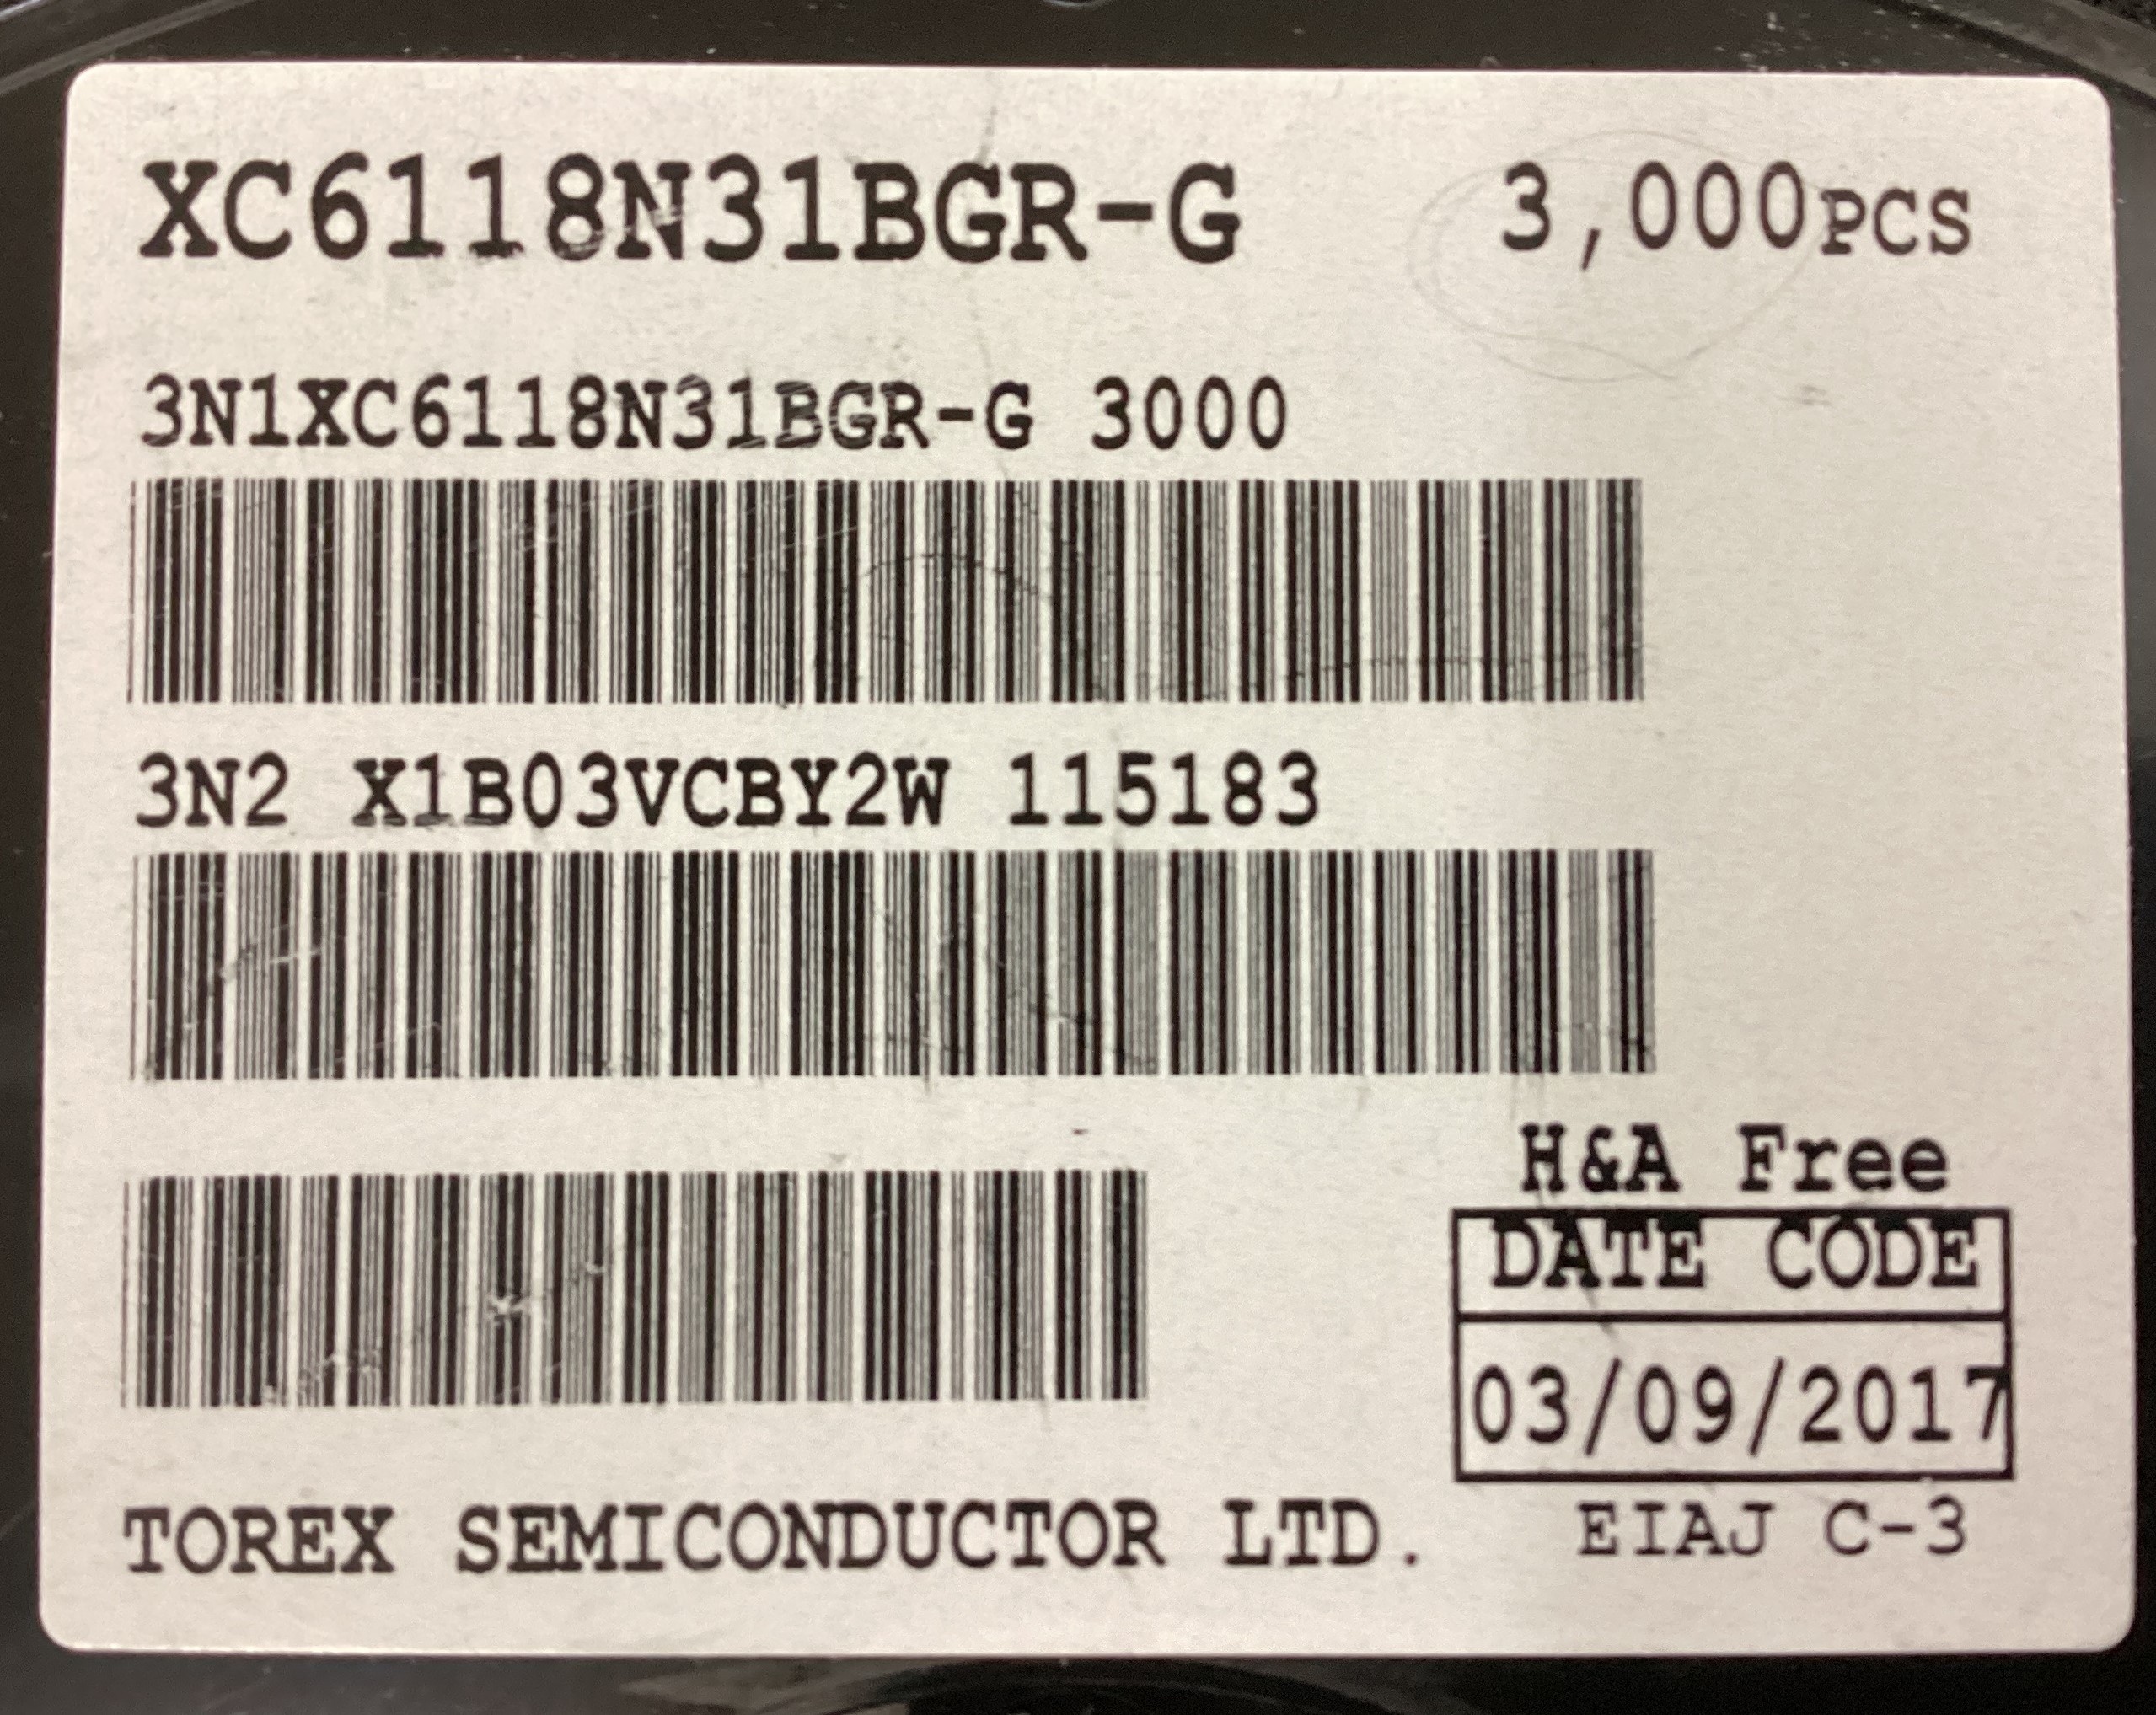 XC6118N31BGR-G 3,000PCS
3N1XC6118N31BGR-G 3000
3N2 X1B03VCBY2W 115183
H&A Free
DATE CODE
03/09/2017
TOREX SEMICONDUCTOR LTD.
EIAJ C-3